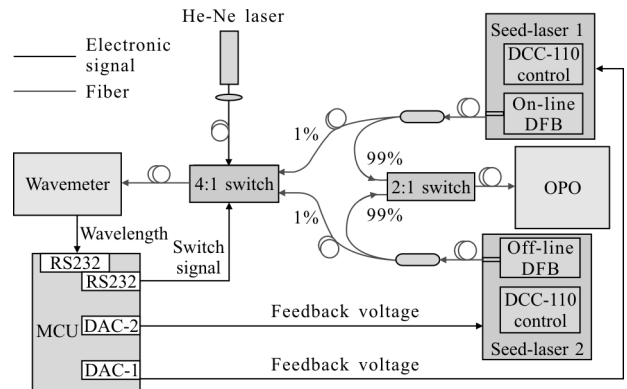 He-Ne laser
Electronic
signal
Fiber
Seed-laser 1
DCC-110
control
On-line
DFB
1%
99%
Wavemeter
4:1 switch
2:1 switch
OPO
1%
99%
Wavelength
Switch
signal
Off-line
DFB
DCC-110
control
Seed-laser 2
RS232
RS232
MCU
DAC-2
DAC-1
Feedback voltage
Feedback voltage